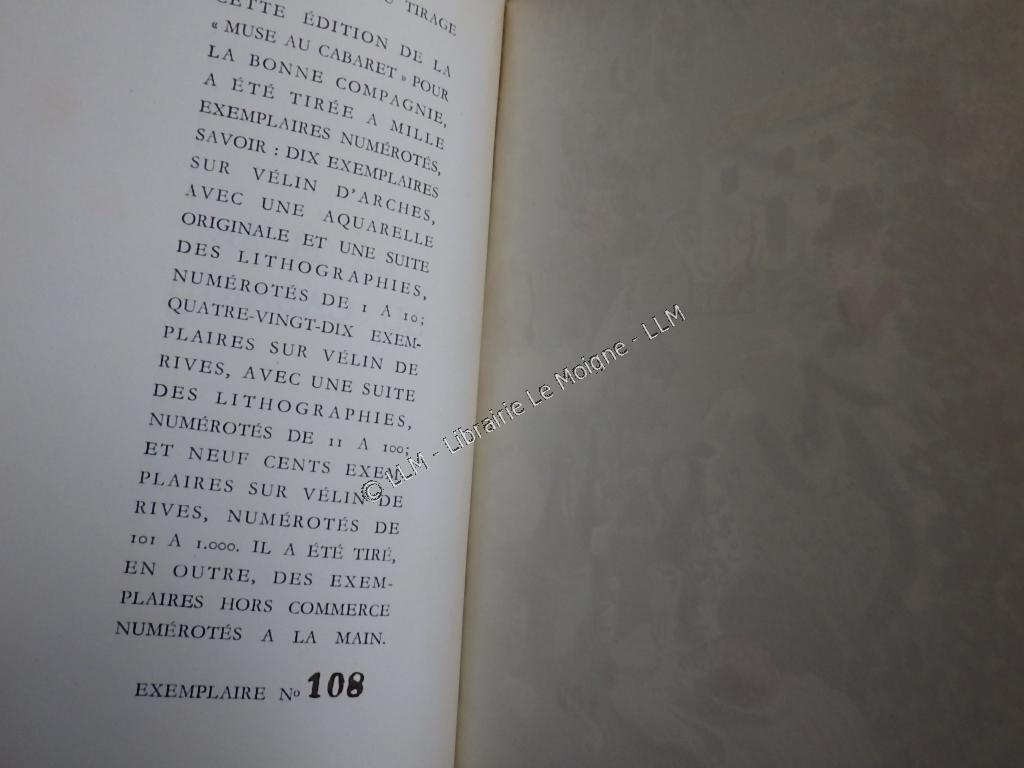 U TIRAGE
CETTE ÉDITION DE LA
« MUSE AU CABARET » POUR
LA BONNE COMPAGNIE,
A ÉTÉ TIRÉE A MILLE
EXEMPLAIRES NUMÉROTÉS,
SAVOIR : DIX EXEMPLAIRES
SUR VÉLIN D'ARCHES,
AVEC UNE AQUARELLE
ORIGINALE ET UNE SUITE
DES LITHOGRAPHIES,
NUMÉROTÉS DE 1 A 10;
QUATRE-VINGT-DIX EXEM-
PLAIRES SUR VÉLIN DE
RIVES, AVEC UNE SUITE
DES LITHOGRAPHIES,
NUMÉROTÉS DE 11 A 100;
ET NEUF CENTS EXEM-
PLAIRES SUR VÉLIN DE
RIVES, NUMÉROTÉS DE
101 A 1.000. IL A ÉTÉ TIRÉ,
EN OUTRE, DES EXEM-
PLAIRES HORS COMMERCE
NUMÉROTÉS A LA MAIN.
EXEMPLAIRE Nº 108
© LLM - Librairie Le Moigne - LLM